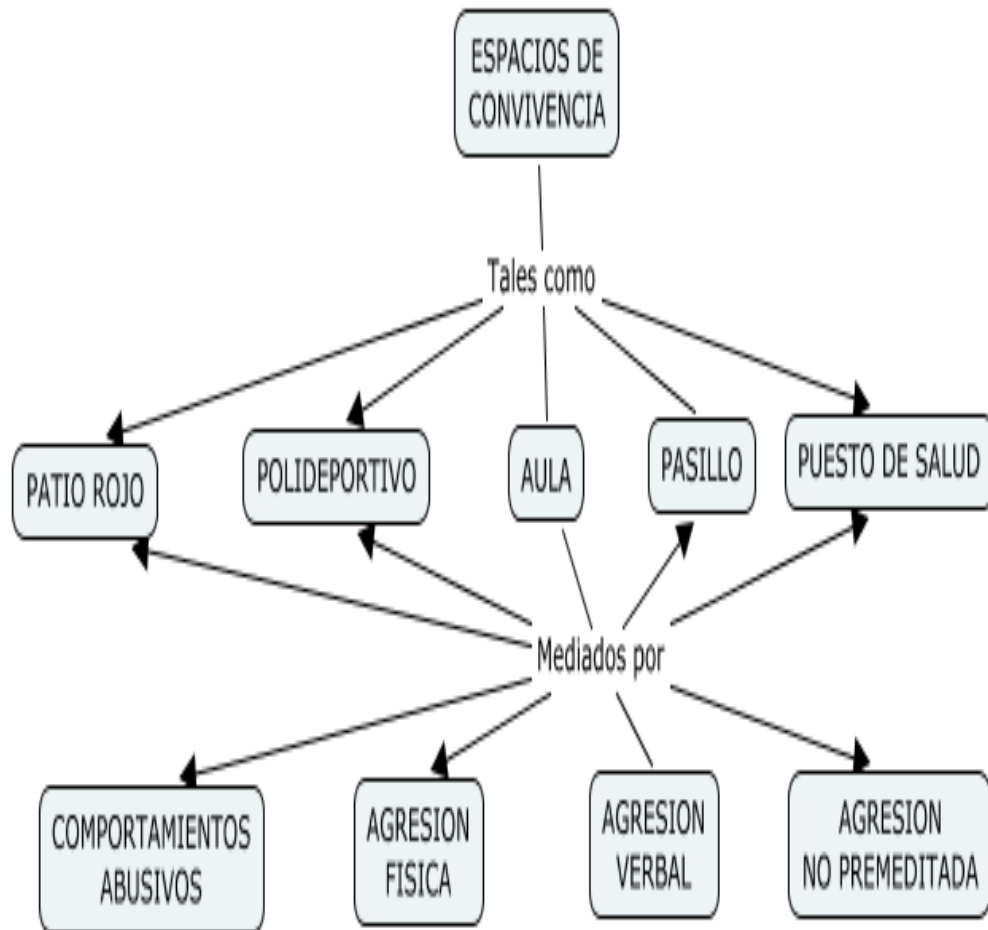 ESPACIOS DE
CONVIVENCIA
Tales como
PATIO ROJO
POLIDEPORTIVO
AULA
PASILLO
PUESTO DE SALUD
Mediados por
COMPORTAMIENTOS
ABUSIVOS
AGRESION
FISICA
AGRESION
VERBAL
AGRESION
NO PREMEDITADA